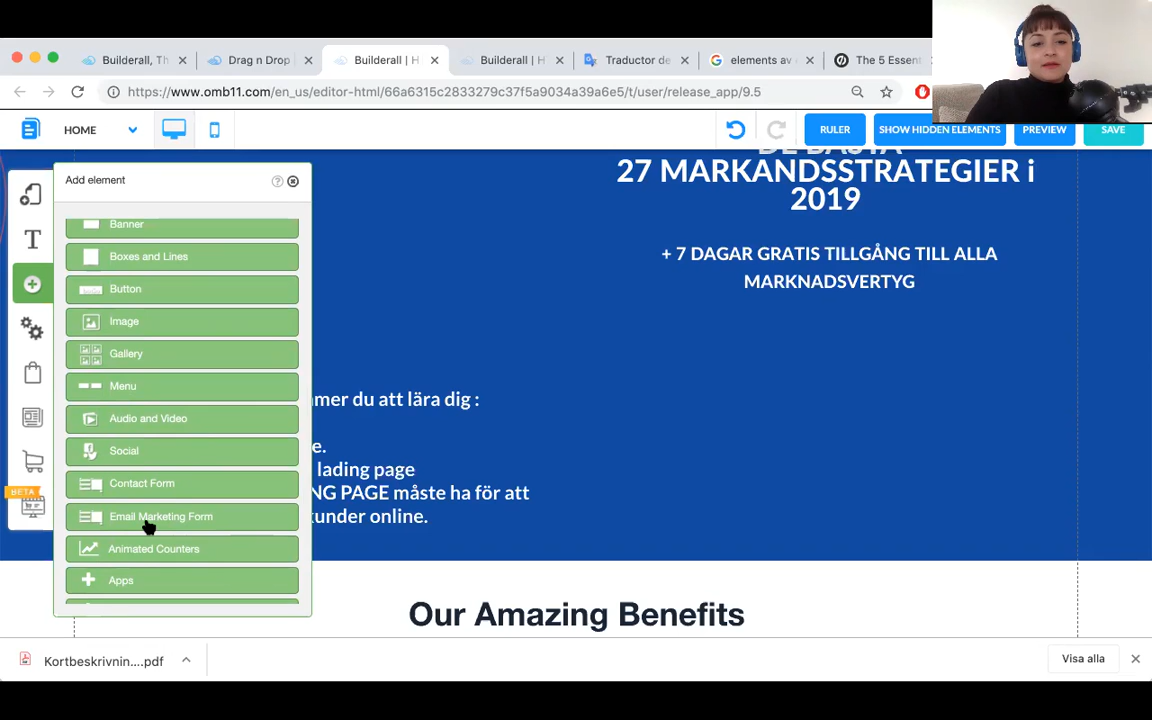 Builderall, Th
Drag n Drop
Builderall | H
Builderall | H
Traductor de
elements av
The 5 Essent
https://www.omb11.com/en_us/editor-html/66a6315c2833279c37f5a9034a39a6e5/t/user/release_app/9.5
HOME
RULER
SHOW HIDDEN ELEMENTS
PREVIEW
SAVE
Add element
?
Banner
Boxes and Lines
Button
Image
Gallery
Menu
Audio and Video
Social
Contact Form
Email Marketing Form
Animated Counters
Apps
T
BETA
27 MARKANDSSTRATEGIER i
2019
+ 7 DAGAR GRATIS TILLGÅNG TILL ALLA
MARKNADSVERTYG
mer du att lära dig :
e.
lading page
NG PAGE måste ha för att
kunder online.
Our Amazing Benefits
Kortbeskrivnin....pdf
Visa alla